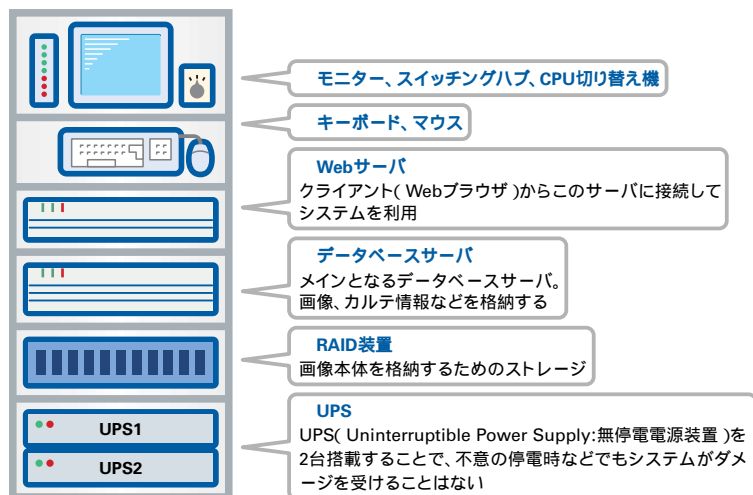 モニター、スイッチングハブ、CPU切り替え機
キーボード、マウス
Webサーバ
クライアント( Webブラウザ )からこのサーバに接続して
システムを利用
データベースサーバ
メインとなるデータベースサーバ。
画像、カルテ情報などを格納する
RAID装置
画像本体を格納するためのストレージ
UPS1
UPS2
UPS
UPS( Uninterruptible Power Supply:無停電電源装置 )を
2台搭載することで、不意の停電時などでもシステムがダメ
ージを受けることはない